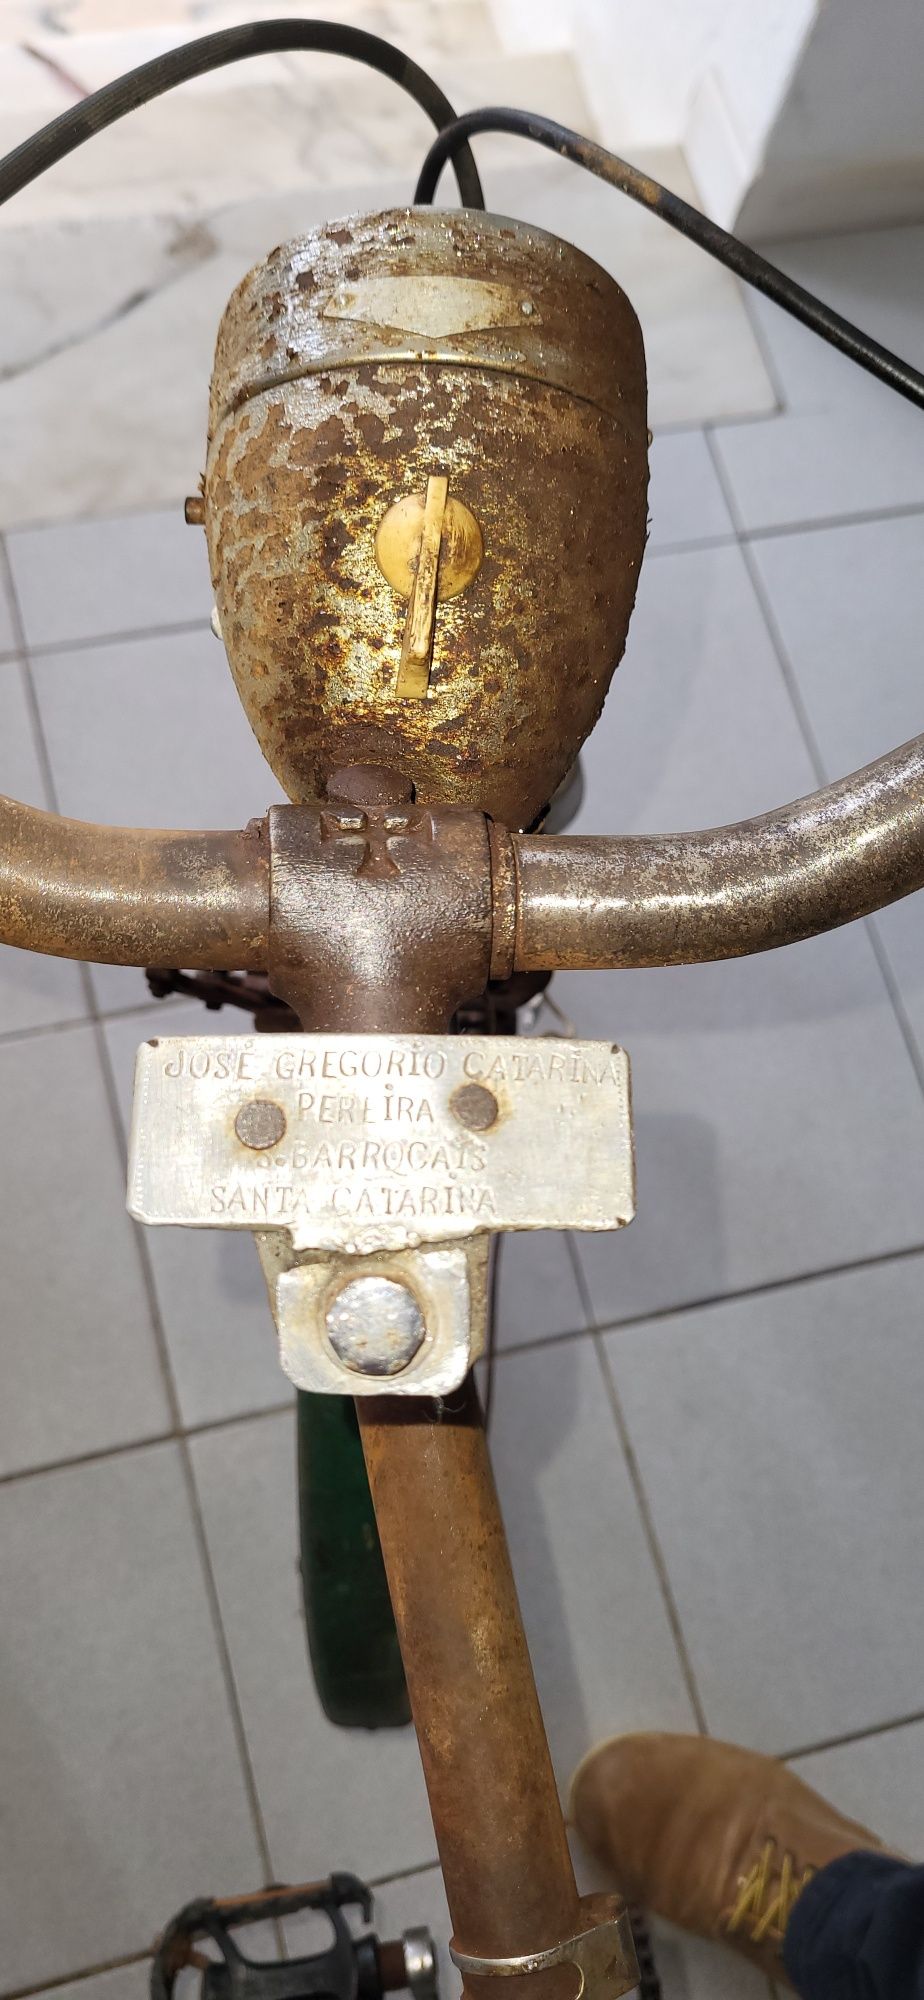 JOSÉ GREGORIO CATARINA
PEREIRA
S. BARROCAIS
SANTA CATARINA